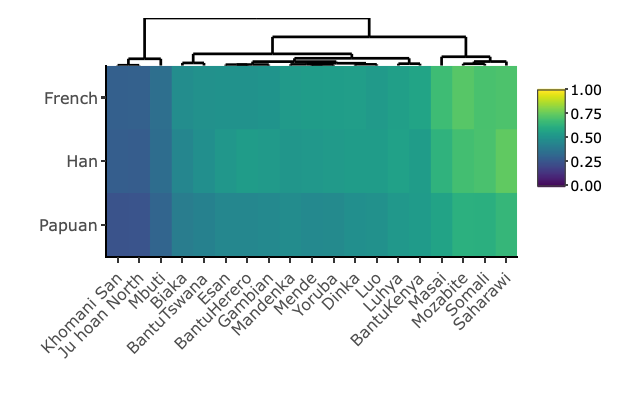 French
Han
Papuan
1.00
0.75
0.50
0.25
0.00
Khomani San
Ju hoan North
Mbuti
Biaka
BantuTswana
Esan
BantuHerero
Gambian
Mandenka
Mende
Yoruba
Dinka
Luo
Luhya
BantuKenya
Masai
Mozabite
Somali
Saharawi